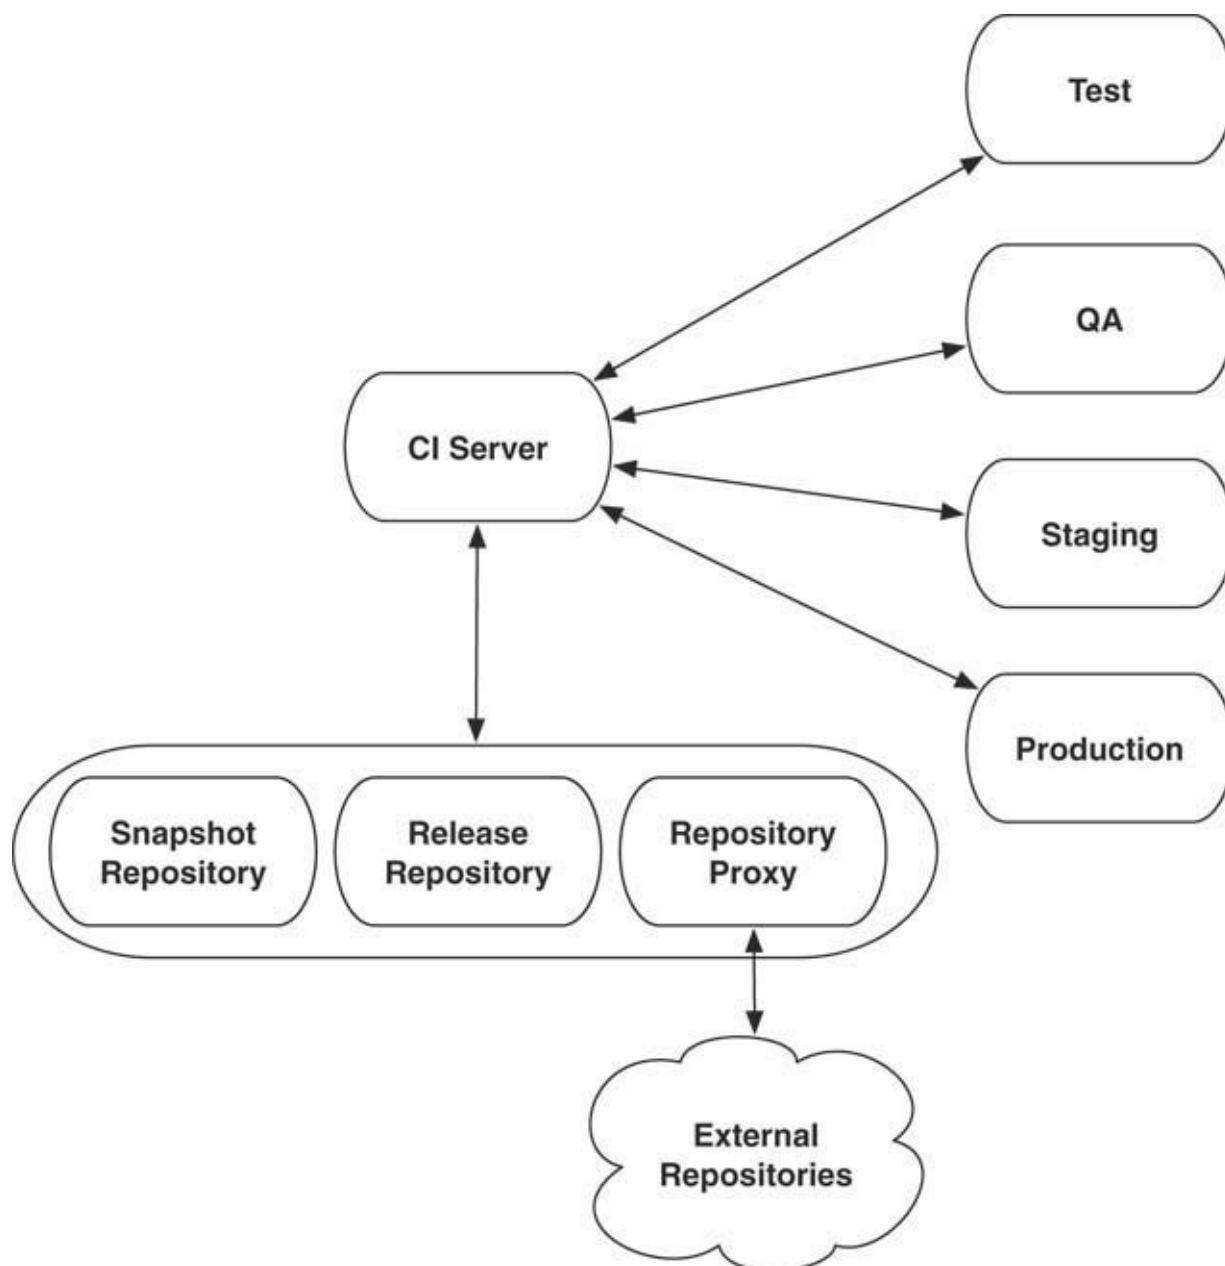 Test
QA
CI Server
Staging
Production
Snapshot
Repository
Release
Repository
Repository
Proxy
External
Repositories